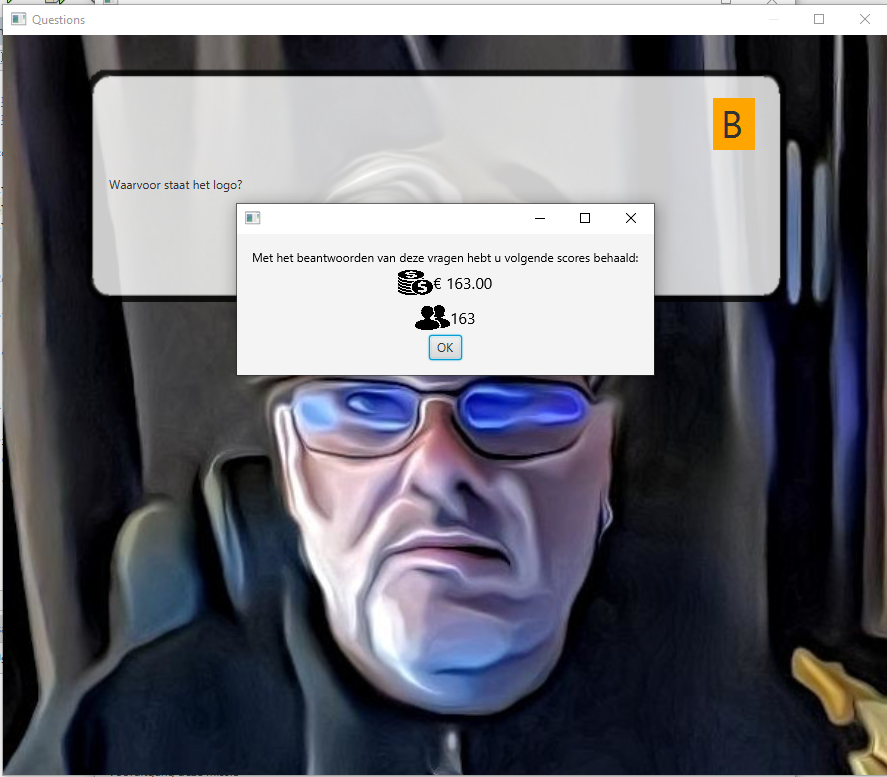 Questions
B
Waarvoor staat het logo?
Met het beantwoorden van deze vragen hebt u volgende scores behaald:
€ 163.00
163
OK